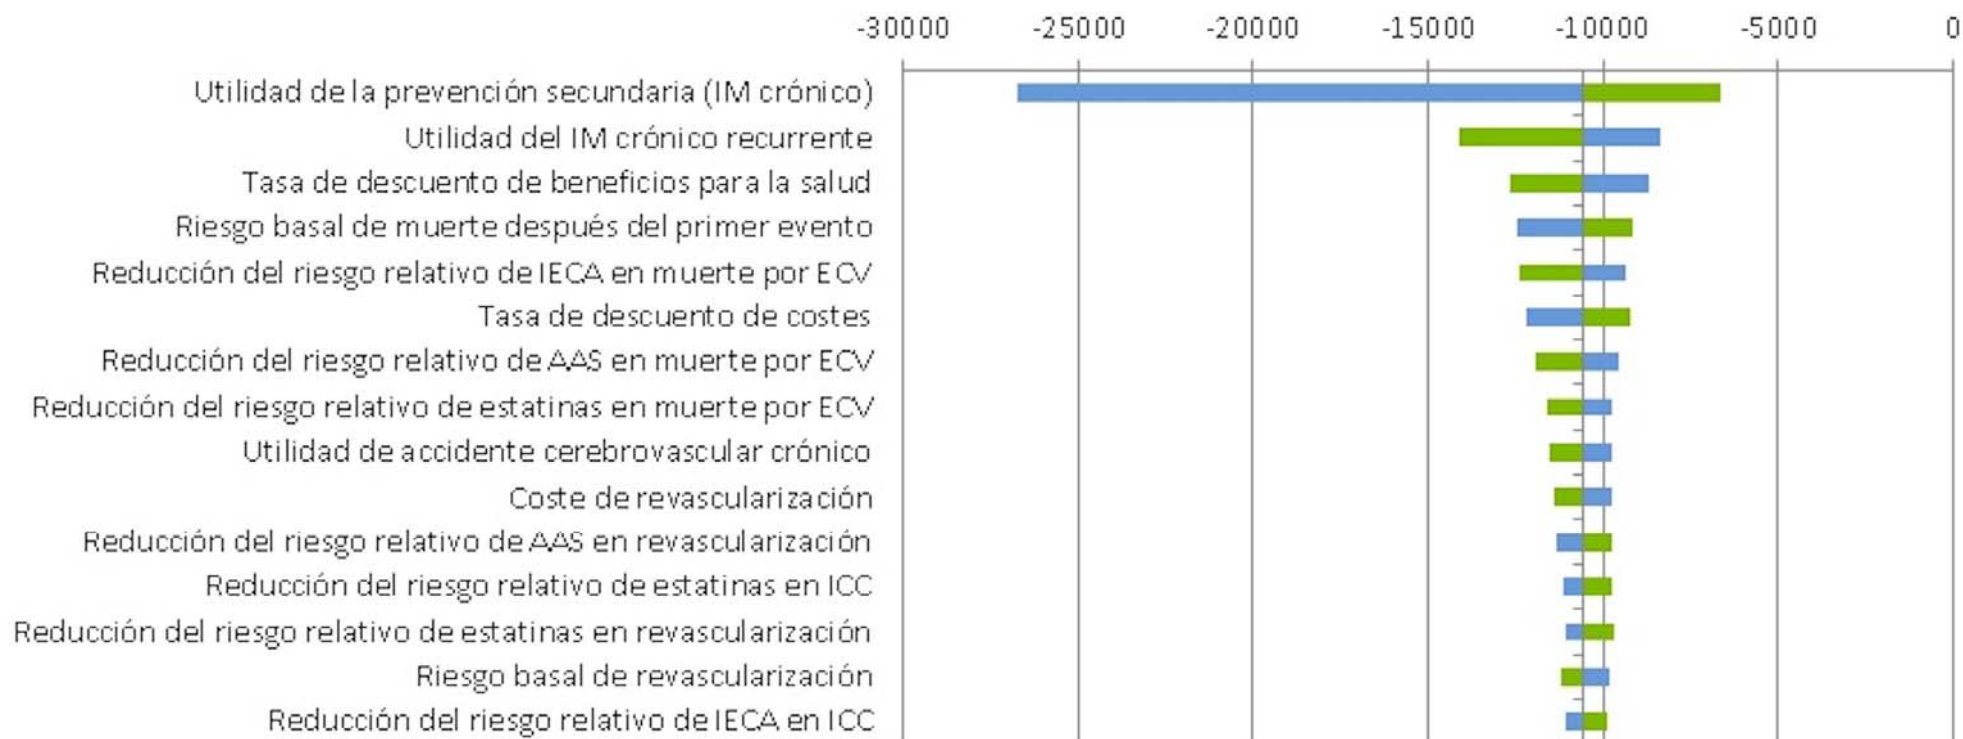 -30000 -25000 -20000 -15000 -10000 -5000 0
Utilidad de la prevención secundaria (IM crónico)
Utilidad del IM crónico recurrente
Tasa de descuento de beneficios para la salud
Riesgo basal de muerte después del primer evento
Reducción del riesgo relativo de IECA en muerte por ECV
Tasa de descuento de costes
Reducción del riesgo relativo de AAS en muerte por ECV
Reducción del riesgo relativo de estatinas en muerte por ECV
Utilidad de accidente cerebrovascular crónico
Coste de revascularización
Reducción del riesgo relativo de AAS en revascularización
Reducción del riesgo relativo de estatinas en ICC
Reducción del riesgo relativo de estatinas en revascularización
Riesgo basal de revascularización
Reducción del riesgo relativo de IECA en ICC